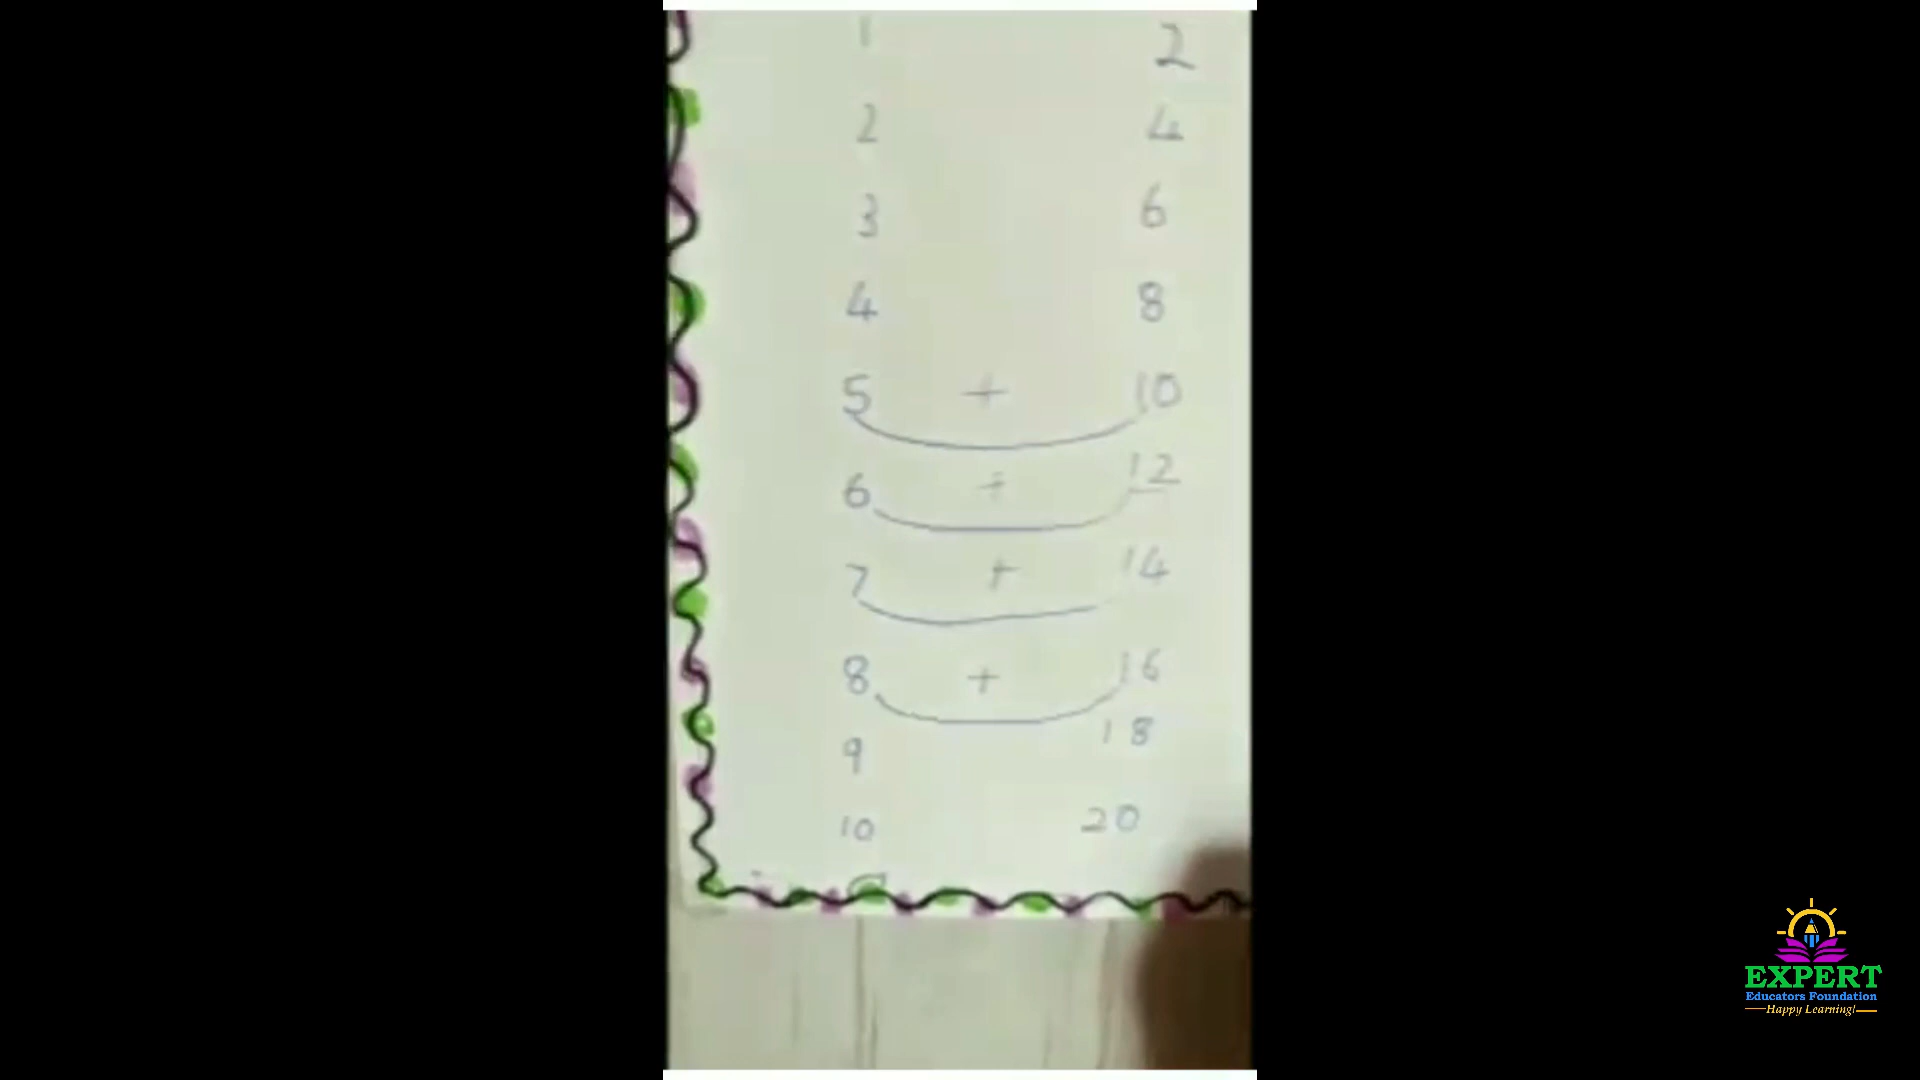 1 2
2 4
3 6
4 8
5 + 10
6 + 12
7 + 14
8 + 16
9 18
10 20
EXPERT
Educators Foundation
Happy Learning!